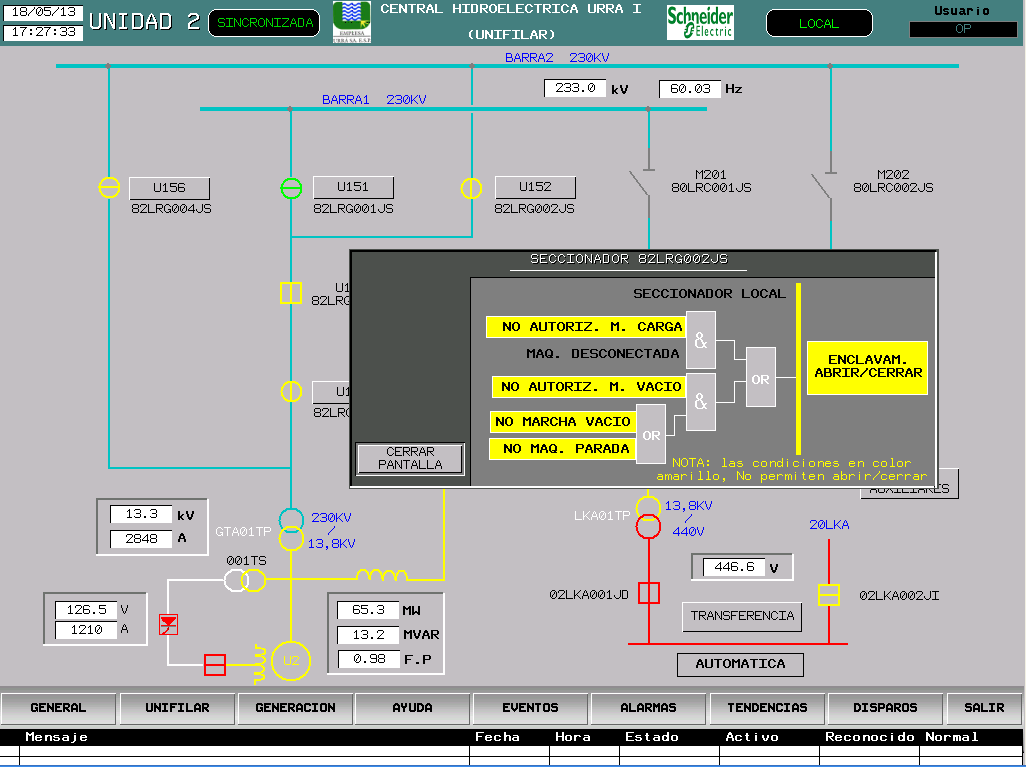 18/05/13
17:27:33
UNIDAD 2
SINCRONIZADA
EMPRESA
URRA S.A. E.S.P.
CENTRAL HIDROELECTRICA URRA I
(UNIFILAR)
Schneider
Electric
LOCAL
Usuario
OP
BARRA2 230KV
233.0 kV
60.03 Hz
BARRA1 230KV
U156
82LRG004JS
U151
82LRG001JS
U152
82LRG002JS
M201
80LRC001JS
M202
80LRC002JS
SECCIONADOR 82LRG002JS
SECCIONADOR LOCAL
NO AUTORIZ. M. CARGA
&
MAQ. DESCONECTADA
NO AUTORIZ. M. VACIO
&
OR
ENCLAVAM.
ABRIR/CERRAR
NO MARCHA VACIO
OR
NO MAQ. PARADA
NOTA: las condiciones en color
amarillo, No permiten abrir/cerrar
CERRAR
PANTALLA
U1
82LRG
U1
82LRG
AUXILIARES
13.3 kV
2848 A
GTA01TP
230KV
/
13,8KV
LKA01TP
13,8KV
/
440V
20LKA
001TS
446.6 V
126.5 V
1210 A
65.3 MW
13.2 MVAR
0.98 F.P
02LKA001JD
02LKA002JI
TRANSFERENCIA
AUTOMATICA
U2
GENERAL
UNIFILAR
GENERACION
AYUDA
EVENTOS
ALARMAS
TENDENCIAS
DISPAROS
SALIR
Mensaje Fecha Hora Estado Activo Reconocido Normal